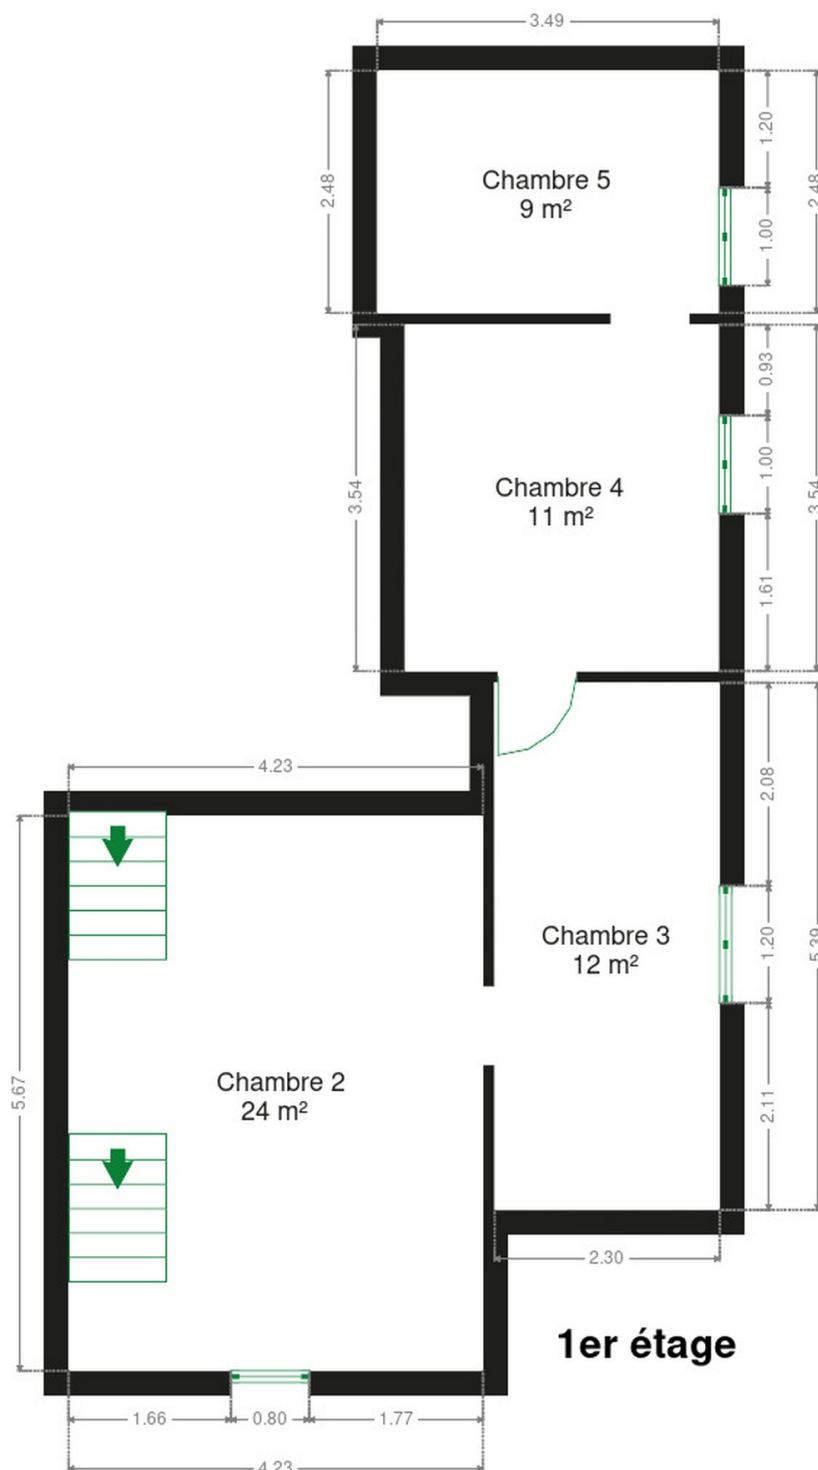 3.49
2.48
Chambre 5
9 m²
1.20
1.00
2.48
3.54
Chambre 4
11 m²
0.93
1.00
1.61
3.54
4.23
2.08
5.67
Chambre 3
12 m²
1.20
5.39
2.11
Chambre 2
24 m²
2.30
1er étage
1.66
0.80
1.77
4.23